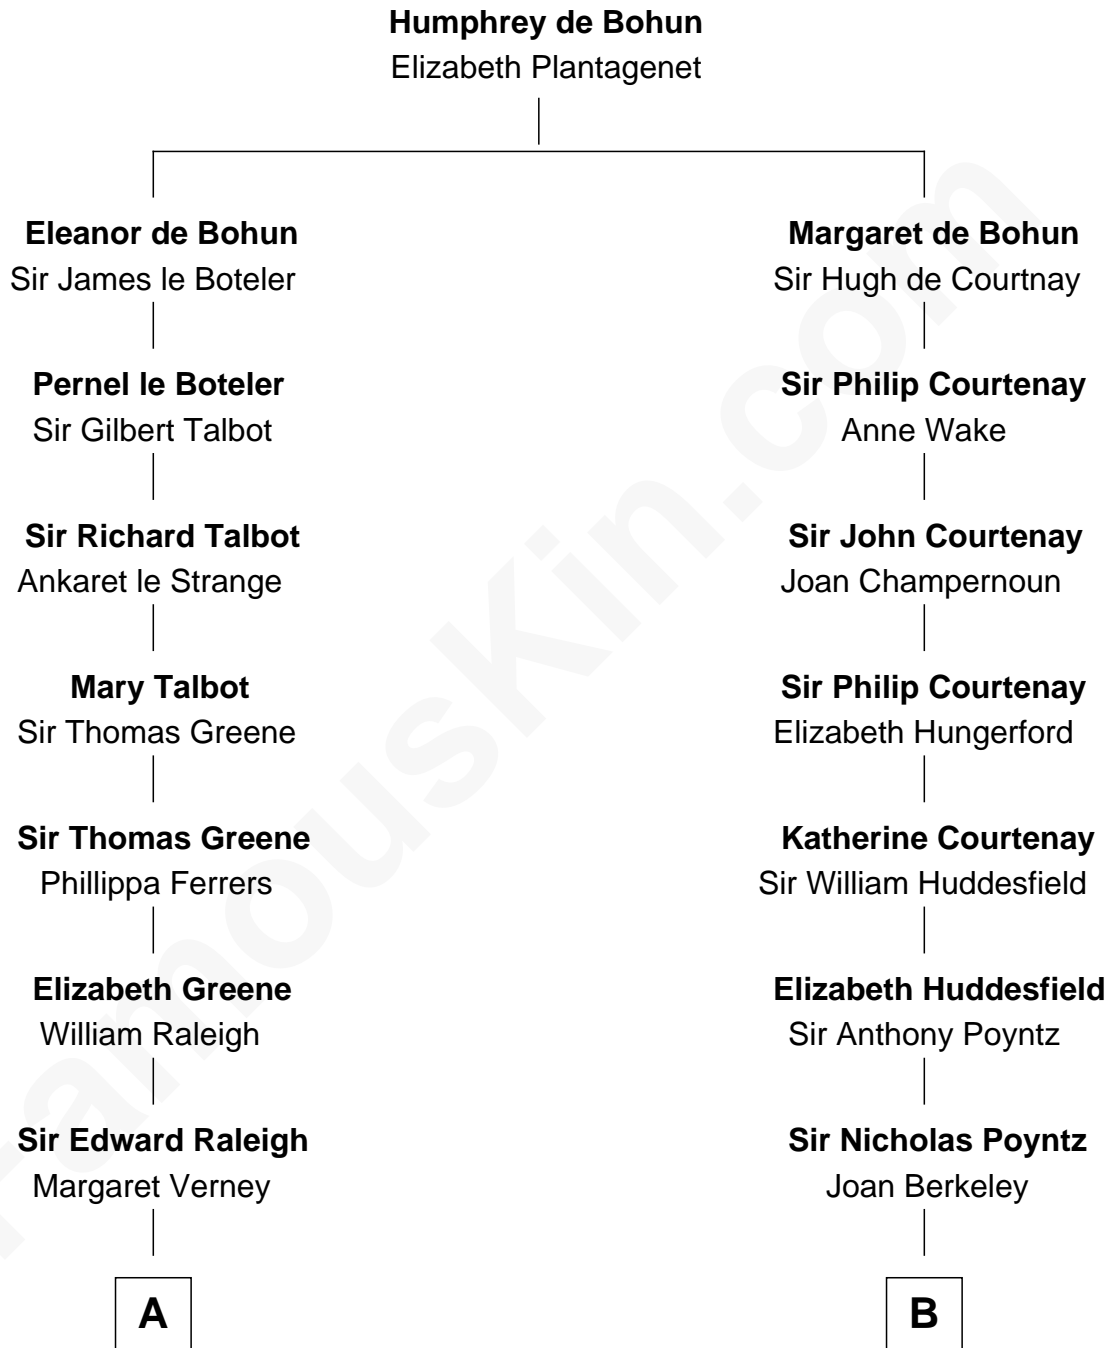 Humphrey de Bohun
Elizabeth Plantagenet
Eleanor de Bohun
Sir James le Boteler
Margaret de Bohun
Sir Hugh de Courtnay
Pernel le Boteler
Sir Gilbert Talbot
Sir Philip Courtenay
Anne Wake
Sir Richard Talbot
Ankaret le Strange
Sir John Courtenay
Joan Champernoun
Mary Talbot
Sir Thomas Greene
Sir Philip Courtenay
Elizabeth Hungerford
Sir Thomas Greene
Phillippa Ferrers
Katherine Courtenay
Sir William Huddesfield
Elizabeth Greene
William Raleigh
Elizabeth Huddesfield
Sir Anthony Poyntz
Sir Edward Raleigh
Margaret Verney
Sir Nicholas Poyntz
Joan Berkeley
A
B
FamousKin.com